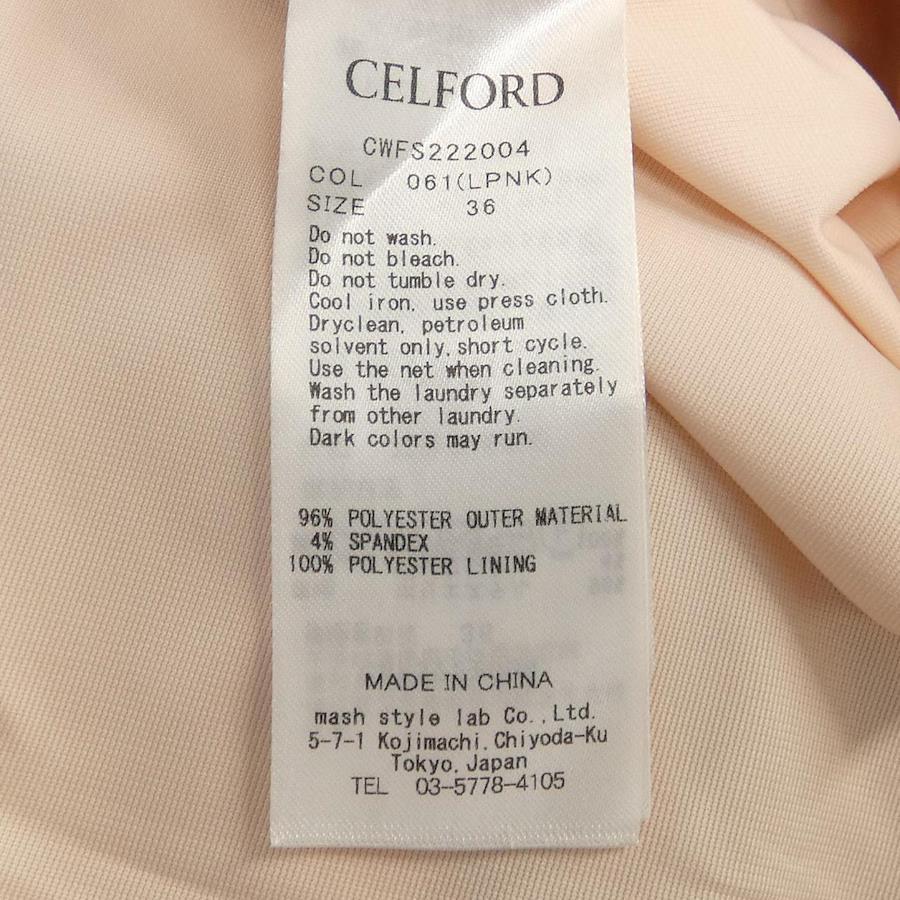 CELFORD
CWFS222004
COL 061(LPNK)
SIZE 36
Do not wash.
Do not bleach.
Do not tumble dry.
Cool iron, use press cloth.
Dryclean, petroleum
solvent only, short cycle.
Use the net when cleaning.
Wash the laundry separately
from other laundry.
Dark colors may run.
96% POLYESTER OUTER MATERIAL
4% SPANDEX
100% POLYESTER LINING
MADE IN CHINA
mash style lab Co.,Ltd.
5-7-1 Kojimachi,Chiyoda-Ku
Tokyo,Japan
TEL 03-5778-4105